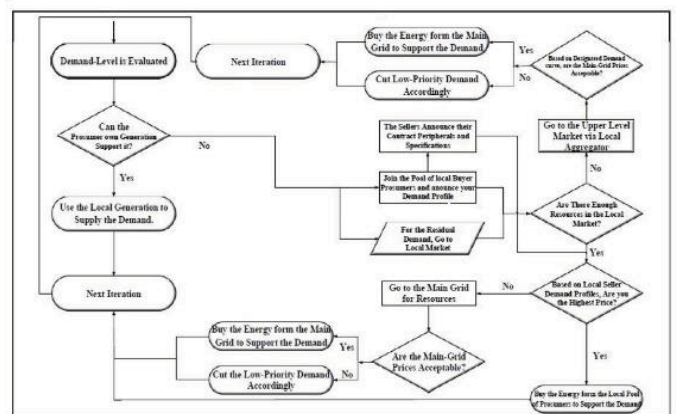 Buy the Energy form the Main
Grid to Support the Demand
Yes
Based on Designated Demand
curve, are the Main-Grid Prices
Acceptable?
Demand-Level is Evaluated
Next Iteration
No
Cut Low-Priority Demand
Accordingly
Can the
Prosumer own Generation
Support it?
No
The Sellers Announce their
Contract Peripherals and
Specifications
Go to the Upper Level
Market via Local
Aggregator
No
Yes
Join the Pool of local Buyer
Prosumers and anounce your
Demand Profile
Use the Local Generation to
Supply the Demand.
Are There Enough
Resources in the Local
Market?
For the Residual
Demand, Go to
Local Market
Yes
Next Iteration
Go to the Main Grid
for Resources
No
Based on Local Seller
Demand Profiles, Are you
the Highest Price?
Buy the Energy form the Main
Grid to Support the Demand
Yes
Are the Main-Grid
Prices Acceptable?
Yes
Cut the Low-Priority Demand
Accordingly
No
Buy the Energy form the Local Pool
of Prosumers to Support the Demand